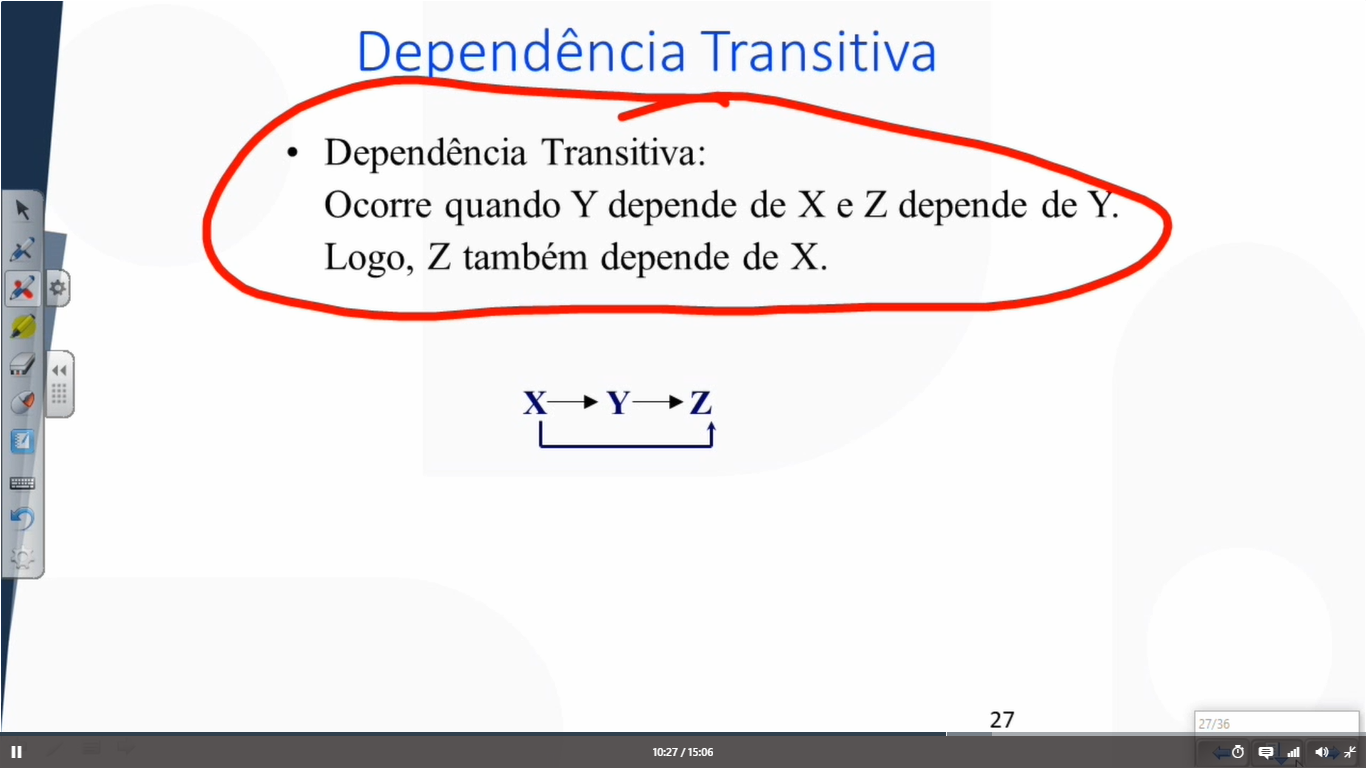 Dependência Transitiva
• Dependência Transitiva:
Ocorre quando Y depende de X e Z depende de Y.
Logo, Z também depende de X.
X Y Z
27
27/36
10:27 / 15:06